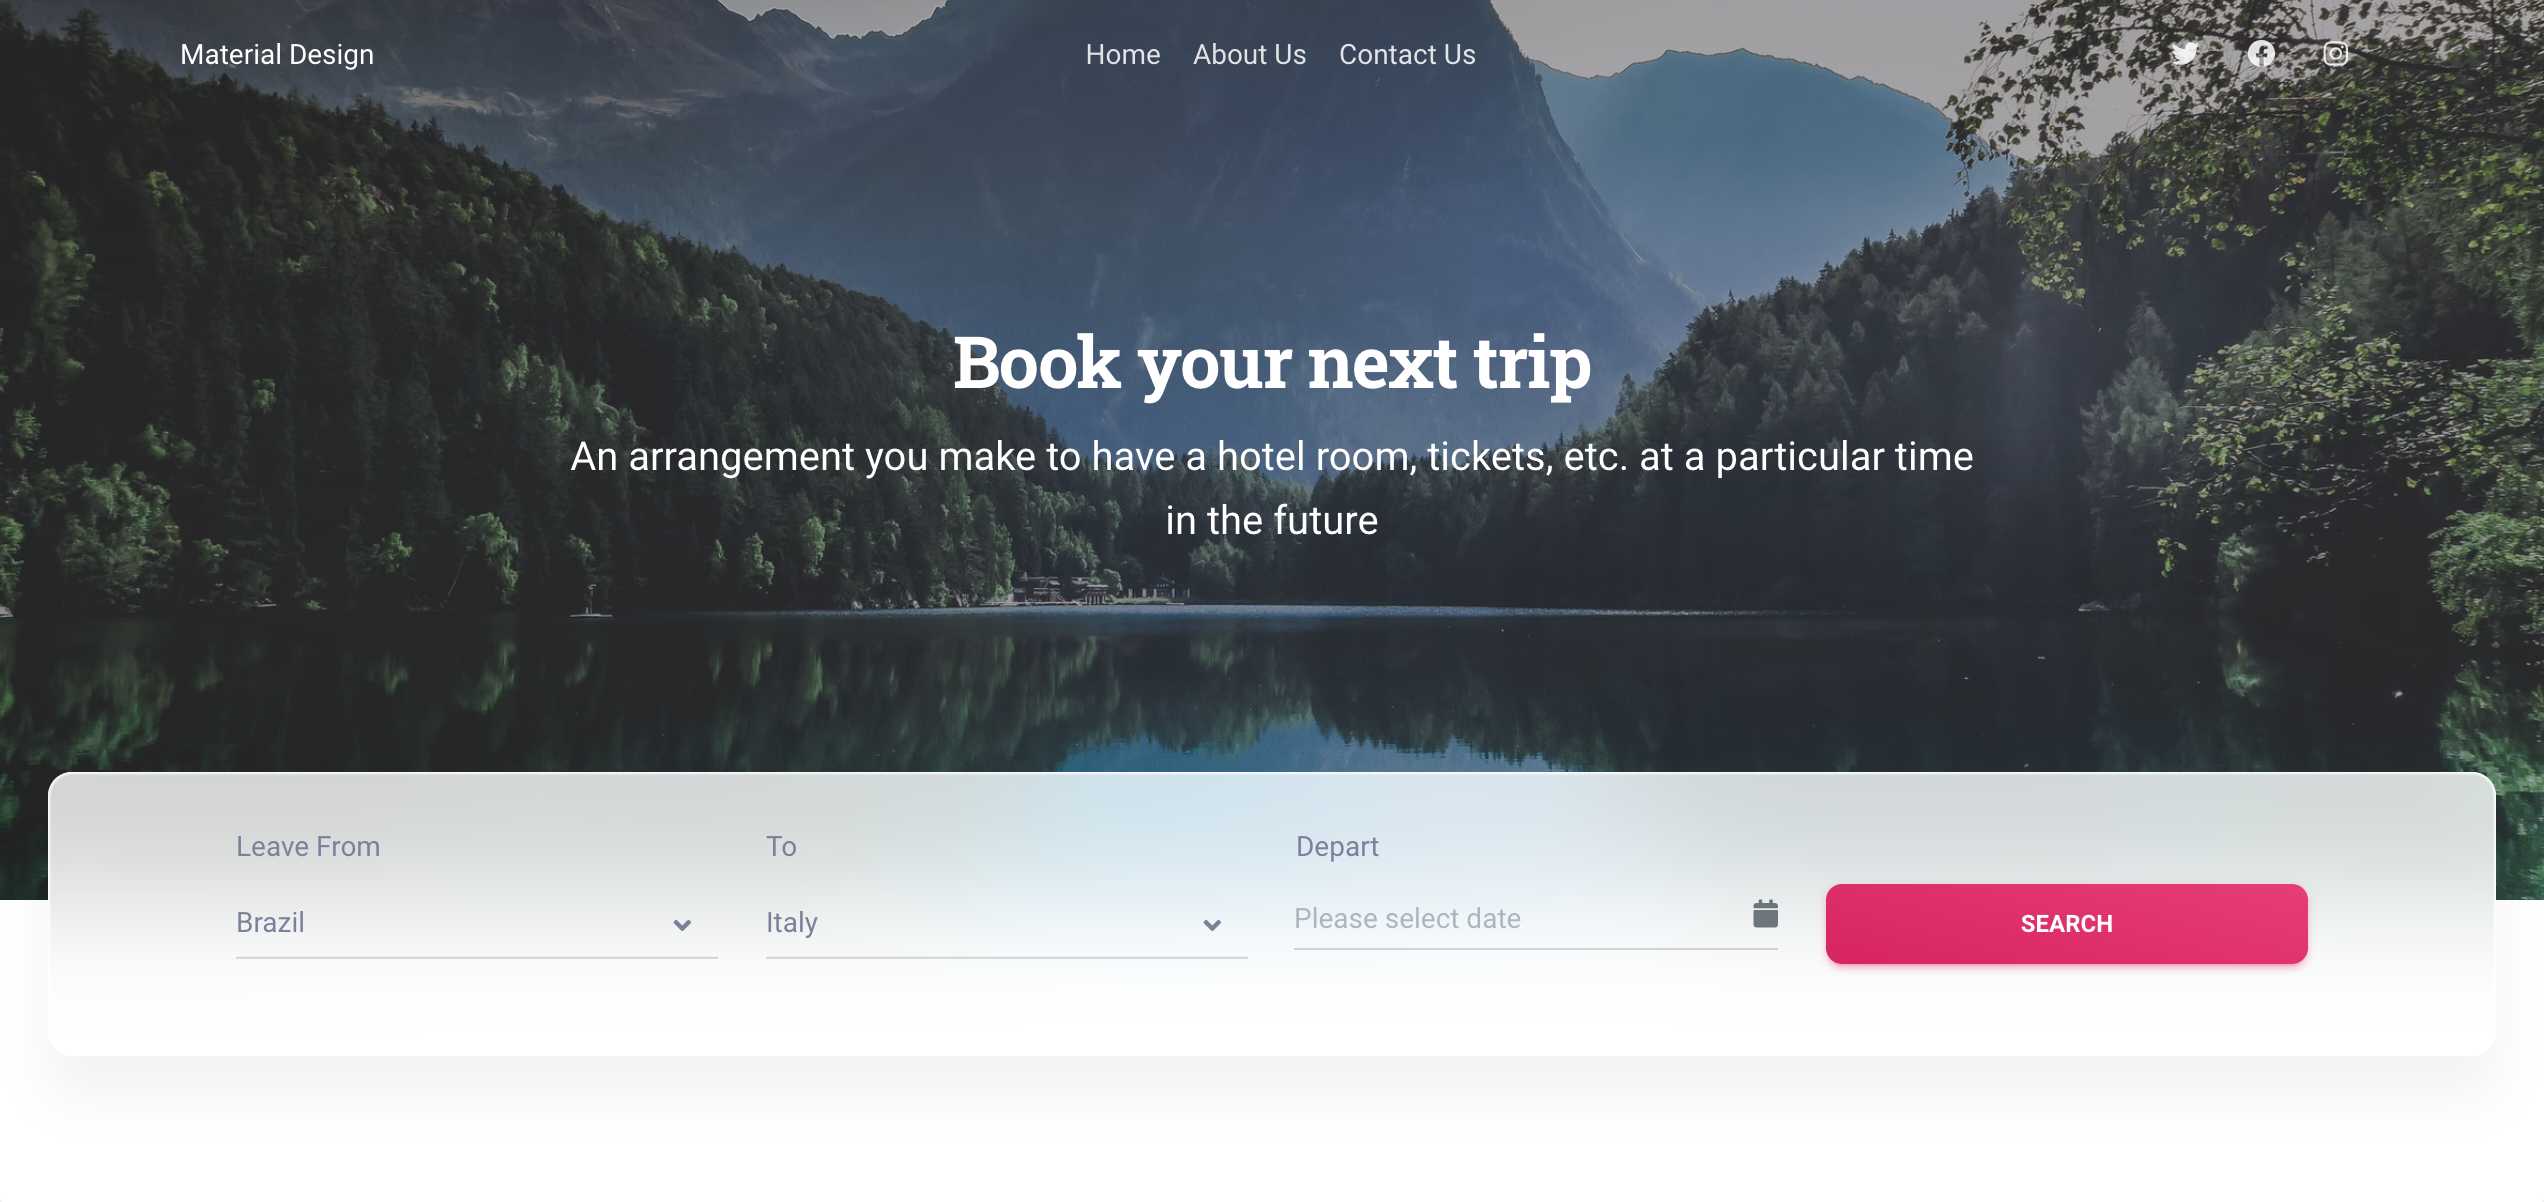 Material Design
Home About Us Contact Us
Book your next trip
An arrangement you make to have a hotel room, tickets, etc. at a particular time
in the future
Leave From
To
Depart
Brazil
Italy
Please select date
SEARCH